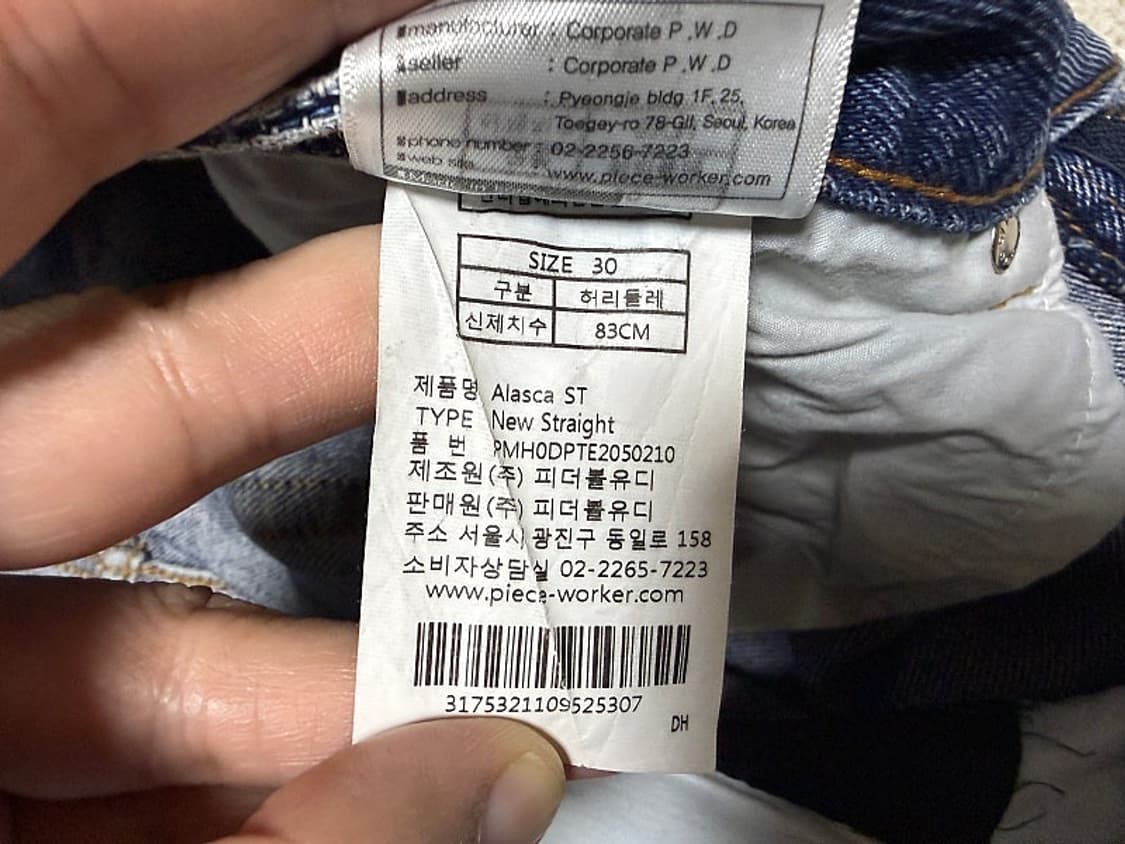 manufacturer : Corporate P .W .D
seller : Corporate P .W .D
address : Pyeongje bldg 1F, 25,
Toegey-ro 78-Gil, Seoul, Korea
phone number : 02-2256-7223
web site : www.piece-worker.com
SIZE 30
구분 허리둘레
신체치수 83CM
제품명 Alasca ST
TYPE New Straight
품 번 PMH0DPTE2050210
제조원 (주) 피더블유디
판매원 (주) 피더블유디
주소 서울시 광진구 동일로 158
소비자상담실 02-2265-7223
www.piece-worker.com
3175321109525307
DH